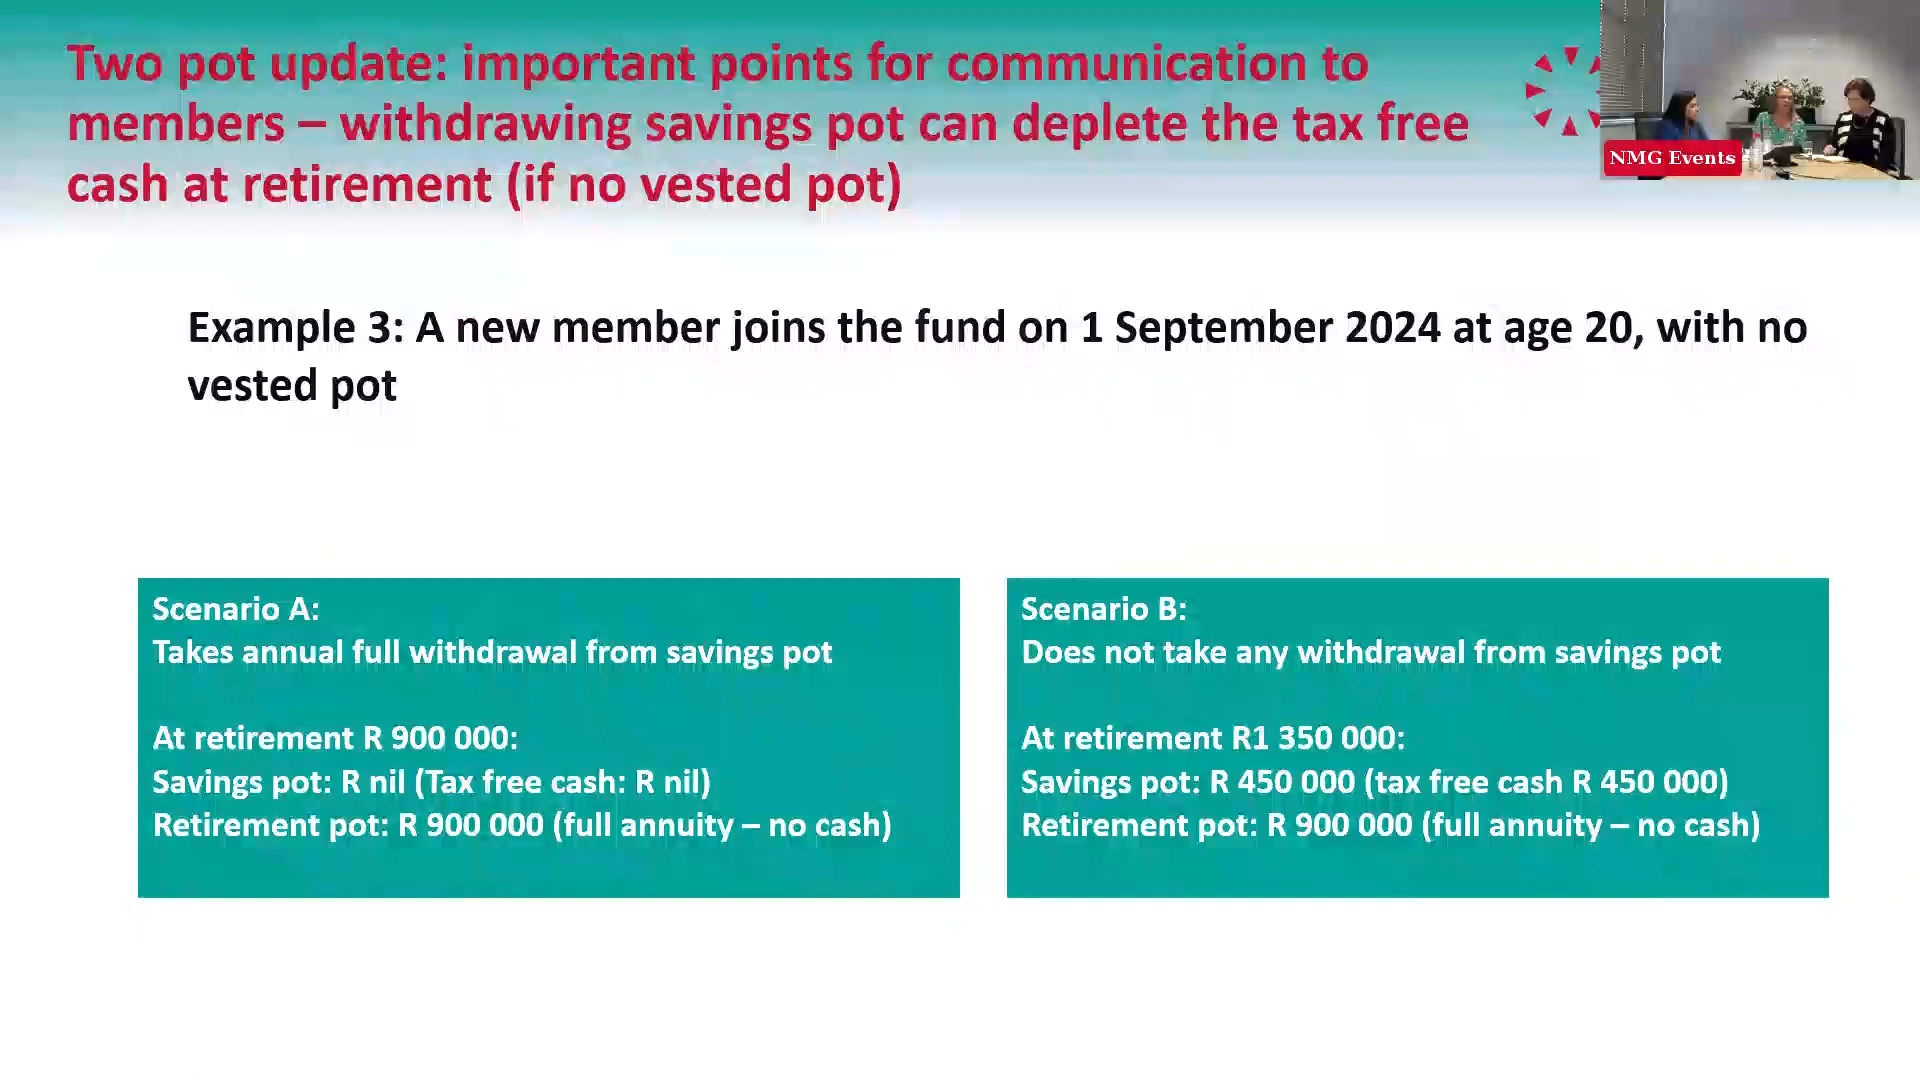 Two pot update: important points for communication to
members – withdrawing savings pot can deplete the tax free
cash at retirement (if no vested pot)
NMG Events
Example 3: A new member joins the fund on 1 September 2024 at age 20, with no
vested pot
Scenario A:
Takes annual full withdrawal from savings pot
At retirement R 900 000:
Savings pot: R nil (Tax free cash: R nil)
Retirement pot: R 900 000 (full annuity – no cash)
Scenario B:
Does not take any withdrawal from savings pot
At retirement R1 350 000:
Savings pot: R 450 000 (tax free cash R 450 000)
Retirement pot: R 900 000 (full annuity – no cash)